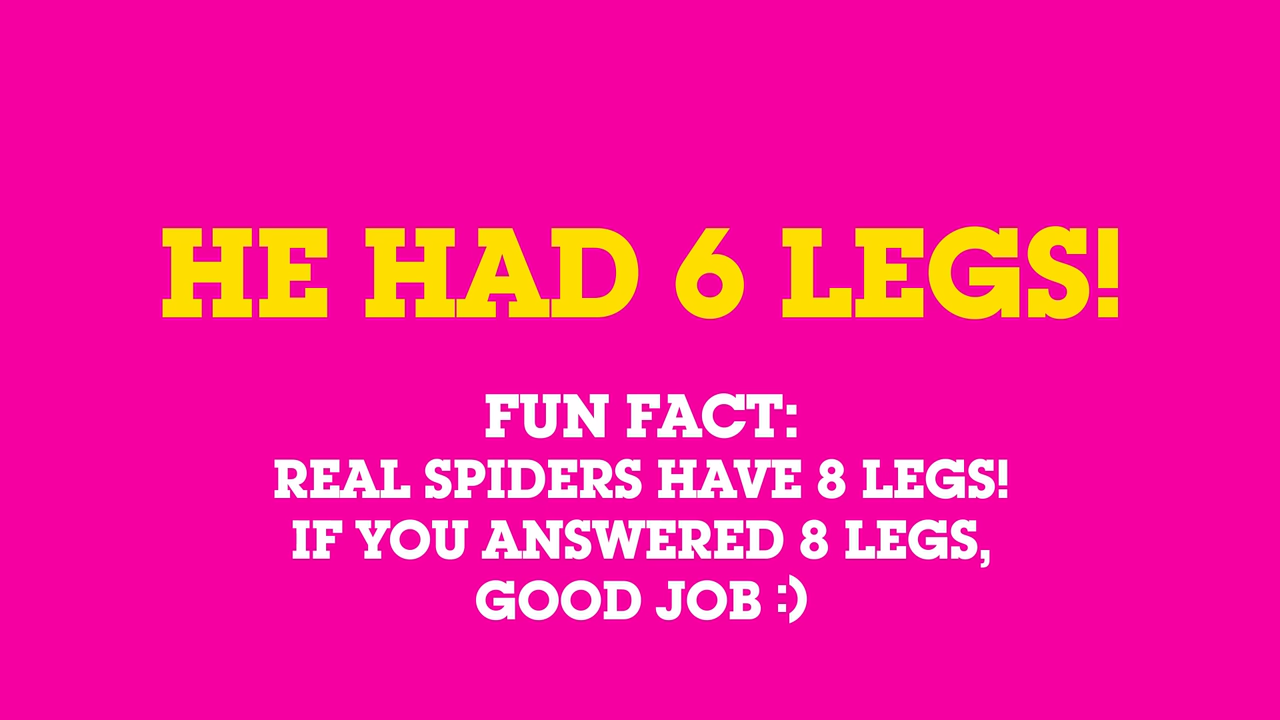 HE HAD 6 LEGS!
FUN FACT:
REAL SPIDERS HAVE 8 LEGS!
IF YOU ANSWERED 8 LEGS,
GOOD JOB :)